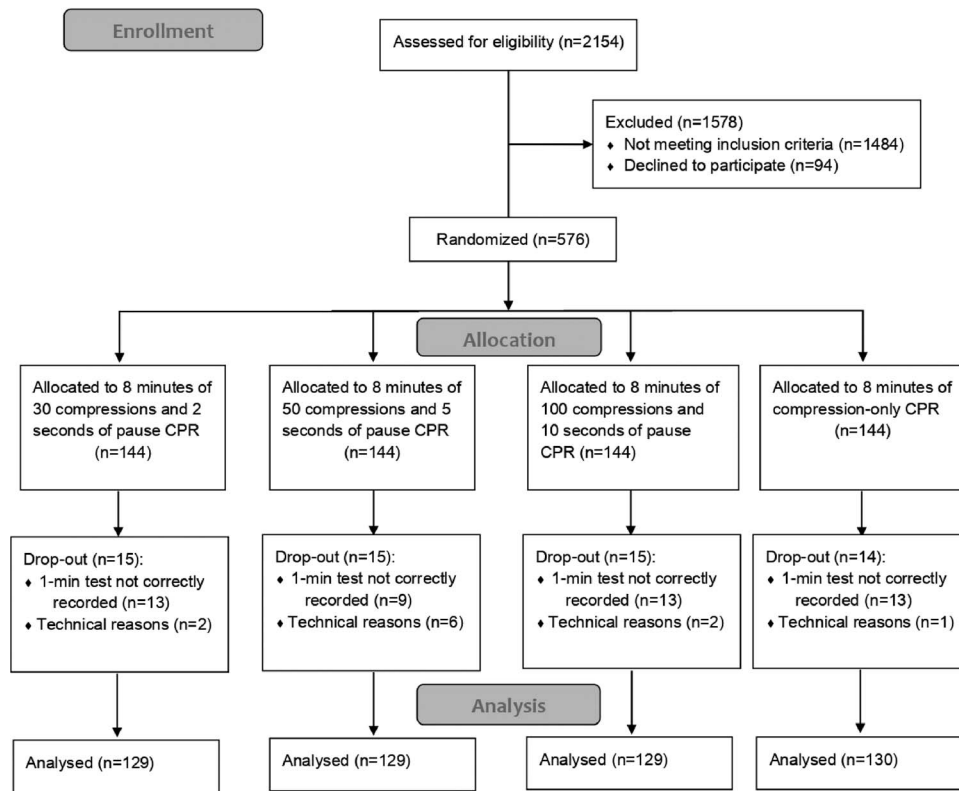 Enrollment
Assessed for eligibility (n=2154)
Excluded (n=1578)
♦ Not meeting inclusion criteria (n=1484)
♦ Declined to participate (n=94)
Randomized (n=576)
Allocation
Allocated to 8 minutes of
30 compressions and 2
seconds of pause CPR
(n=144)
Allocated to 8 minutes of
50 compressions and 5
seconds of pause CPR
(n=144)
Allocated to 8 minutes of
100 compressions and
10 seconds of pause
CPR (n=144)
Allocated to 8 minutes of
compression-only CPR
(n=144)
Drop-out (n=15):
♦ 1-min test not correctly
recorded (n=13)
♦ Technical reasons (n=2)
Drop-out (n=15):
♦ 1-min test not correctly
recorded (n=9)
♦ Technical reasons (n=6)
Drop-out (n=15):
♦ 1-min test not correctly
recorded (n=13)
♦ Technical reasons (n=2)
Drop-out (n=14):
♦ 1-min test not correctly
recorded (n=13)
♦ Technical reasons (n=1)
Analysis
Analysed (n=129)
Analysed (n=129)
Analysed (n=129)
Analysed (n=130)